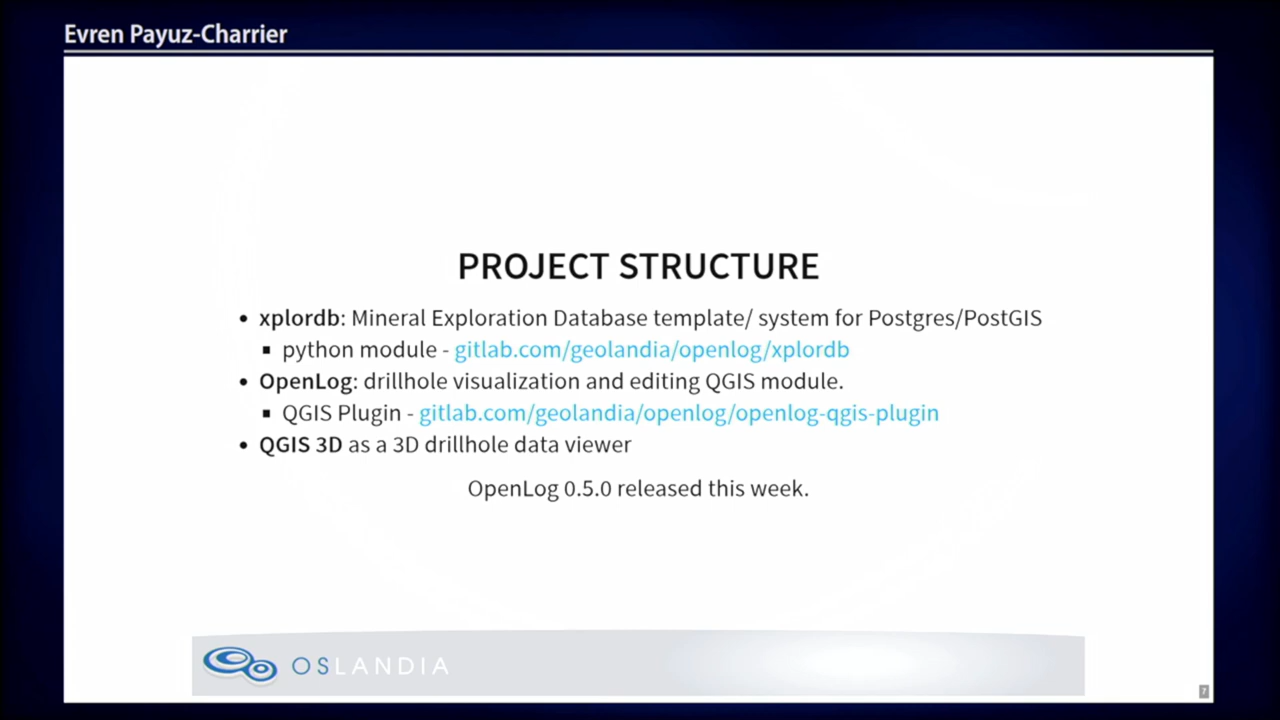 Evren Payuz-Charrier
PROJECT STRUCTURE
• xplordb: Mineral Exploration Database template/ system for Postgres/PostGIS
▪ python module - gitlab.com/geolandia/openlog/xplordb
• OpenLog: drillhole visualization and editing QGIS module.
▪ QGIS Plugin - gitlab.com/geolandia/openlog/openlog-qgis-plugin
• QGIS 3D as a 3D drillhole data viewer
OpenLog 0.5.0 released this week.
OSLANDIA
7